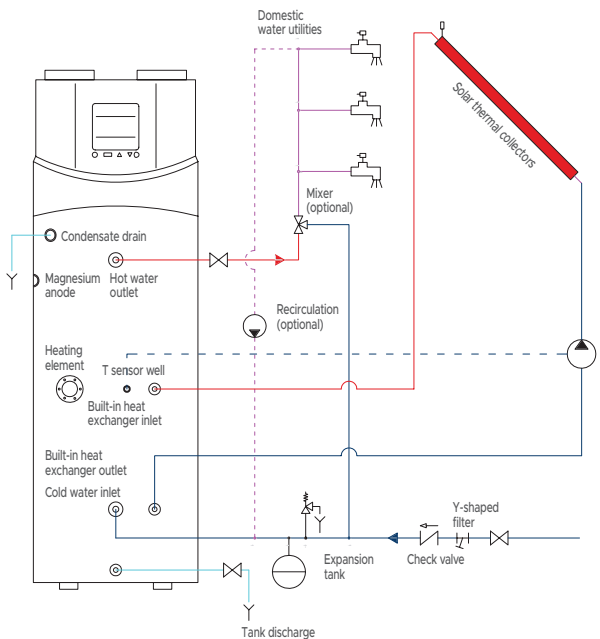 Domestic
water utilities
Solar thermal collectors
Mixer
(optional)
Condensate drain
Magnesium
anode
Hot water
outlet
Recirculation
(optional)
Heating
element
T sensor well
Built-in heat
exchanger inlet
Built-in heat
exchanger outlet
Cold water inlet
Y-shaped
filter
Expansion
tank
Check valve
Tank discharge